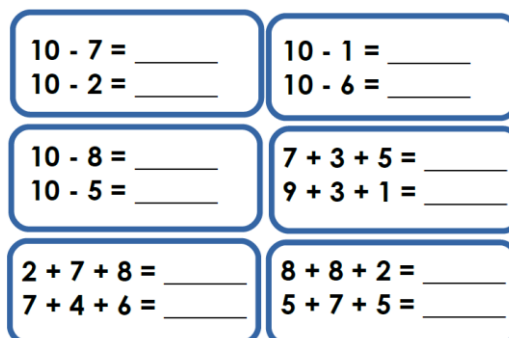 10 - 7 = ______
10 - 2 = ______
10 - 1 = ______
10 - 6 = ______
10 - 8 = ______
10 - 5 = ______
7 + 3 + 5 = ______
9 + 3 + 1 = ______
2 + 7 + 8 = ______
7 + 4 + 6 = ______
8 + 8 + 2 = ______
5 + 7 + 5 = ______